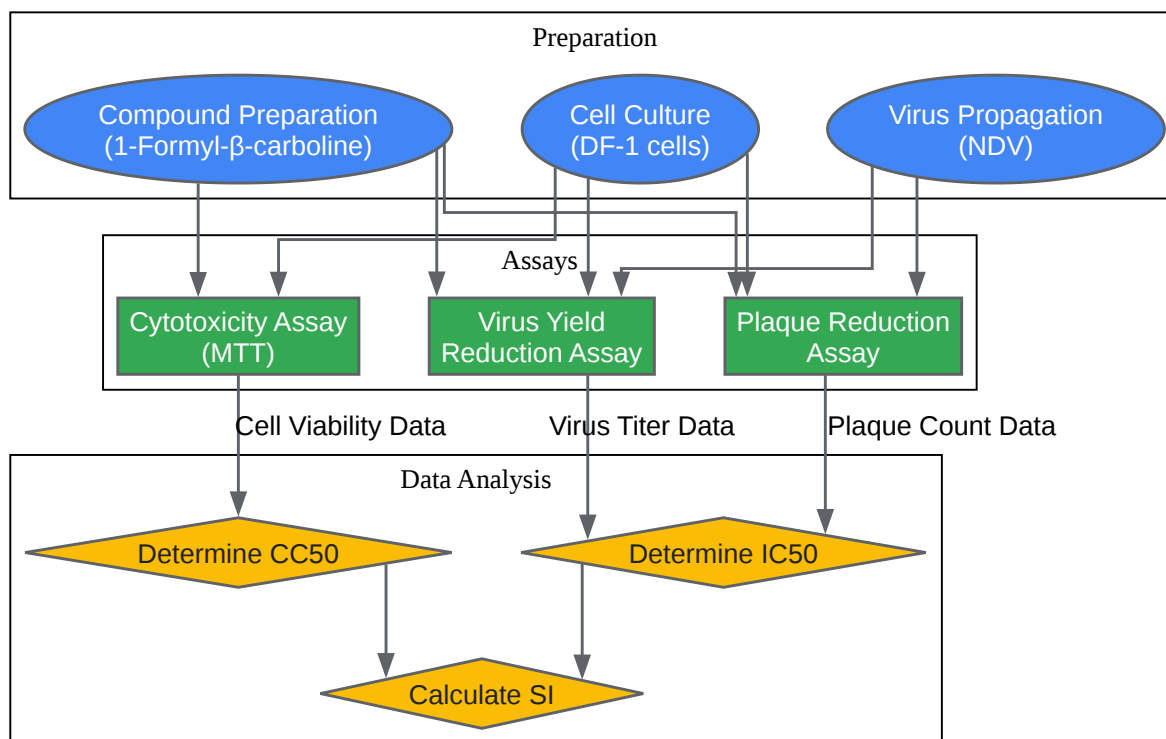 Preparation
Compound Preparation
(1-Formyl-β-carboline)
Cell Culture
(DF-1 cells)
Virus Propagation
(NDV)
Assays
Cytotoxicity Assay
(MTT)
Virus Yield
Reduction Assay
Plaque Reduction
Assay
Cell Viability Data
Virus Titer Data
Plaque Count Data
Data Analysis
Determine CC50
Determine IC50
Calculate SI